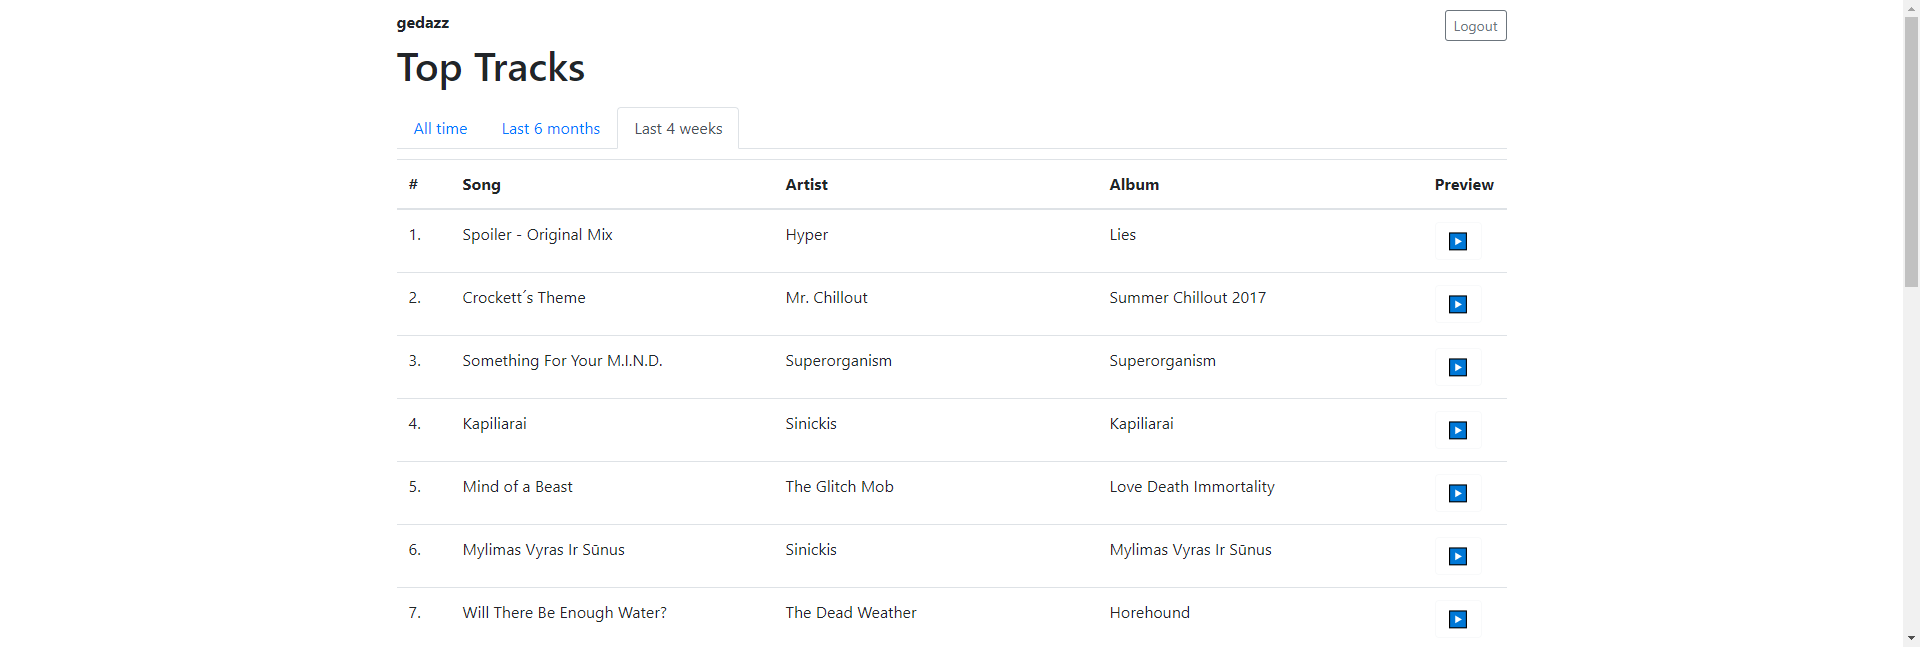 gedazz
Logout
Top Tracks
All time Last 6 months Last 4 weeks
# Song Artist Album Preview
1. Spoiler - Original Mix Hyper Lies
2. Crockett´s Theme Mr. Chillout Summer Chillout 2017
3. Something For Your M.I.N.D. Superorganism Superorganism
4. Kapiliarai Sinickis Kapiliarai
5. Mind of a Beast The Glitch Mob Love Death Immortality
6. Mylimas Vyras Ir Sūnus Sinickis Mylimas Vyras Ir Sūnus
7. Will There Be Enough Water? The Dead Weather Horehound